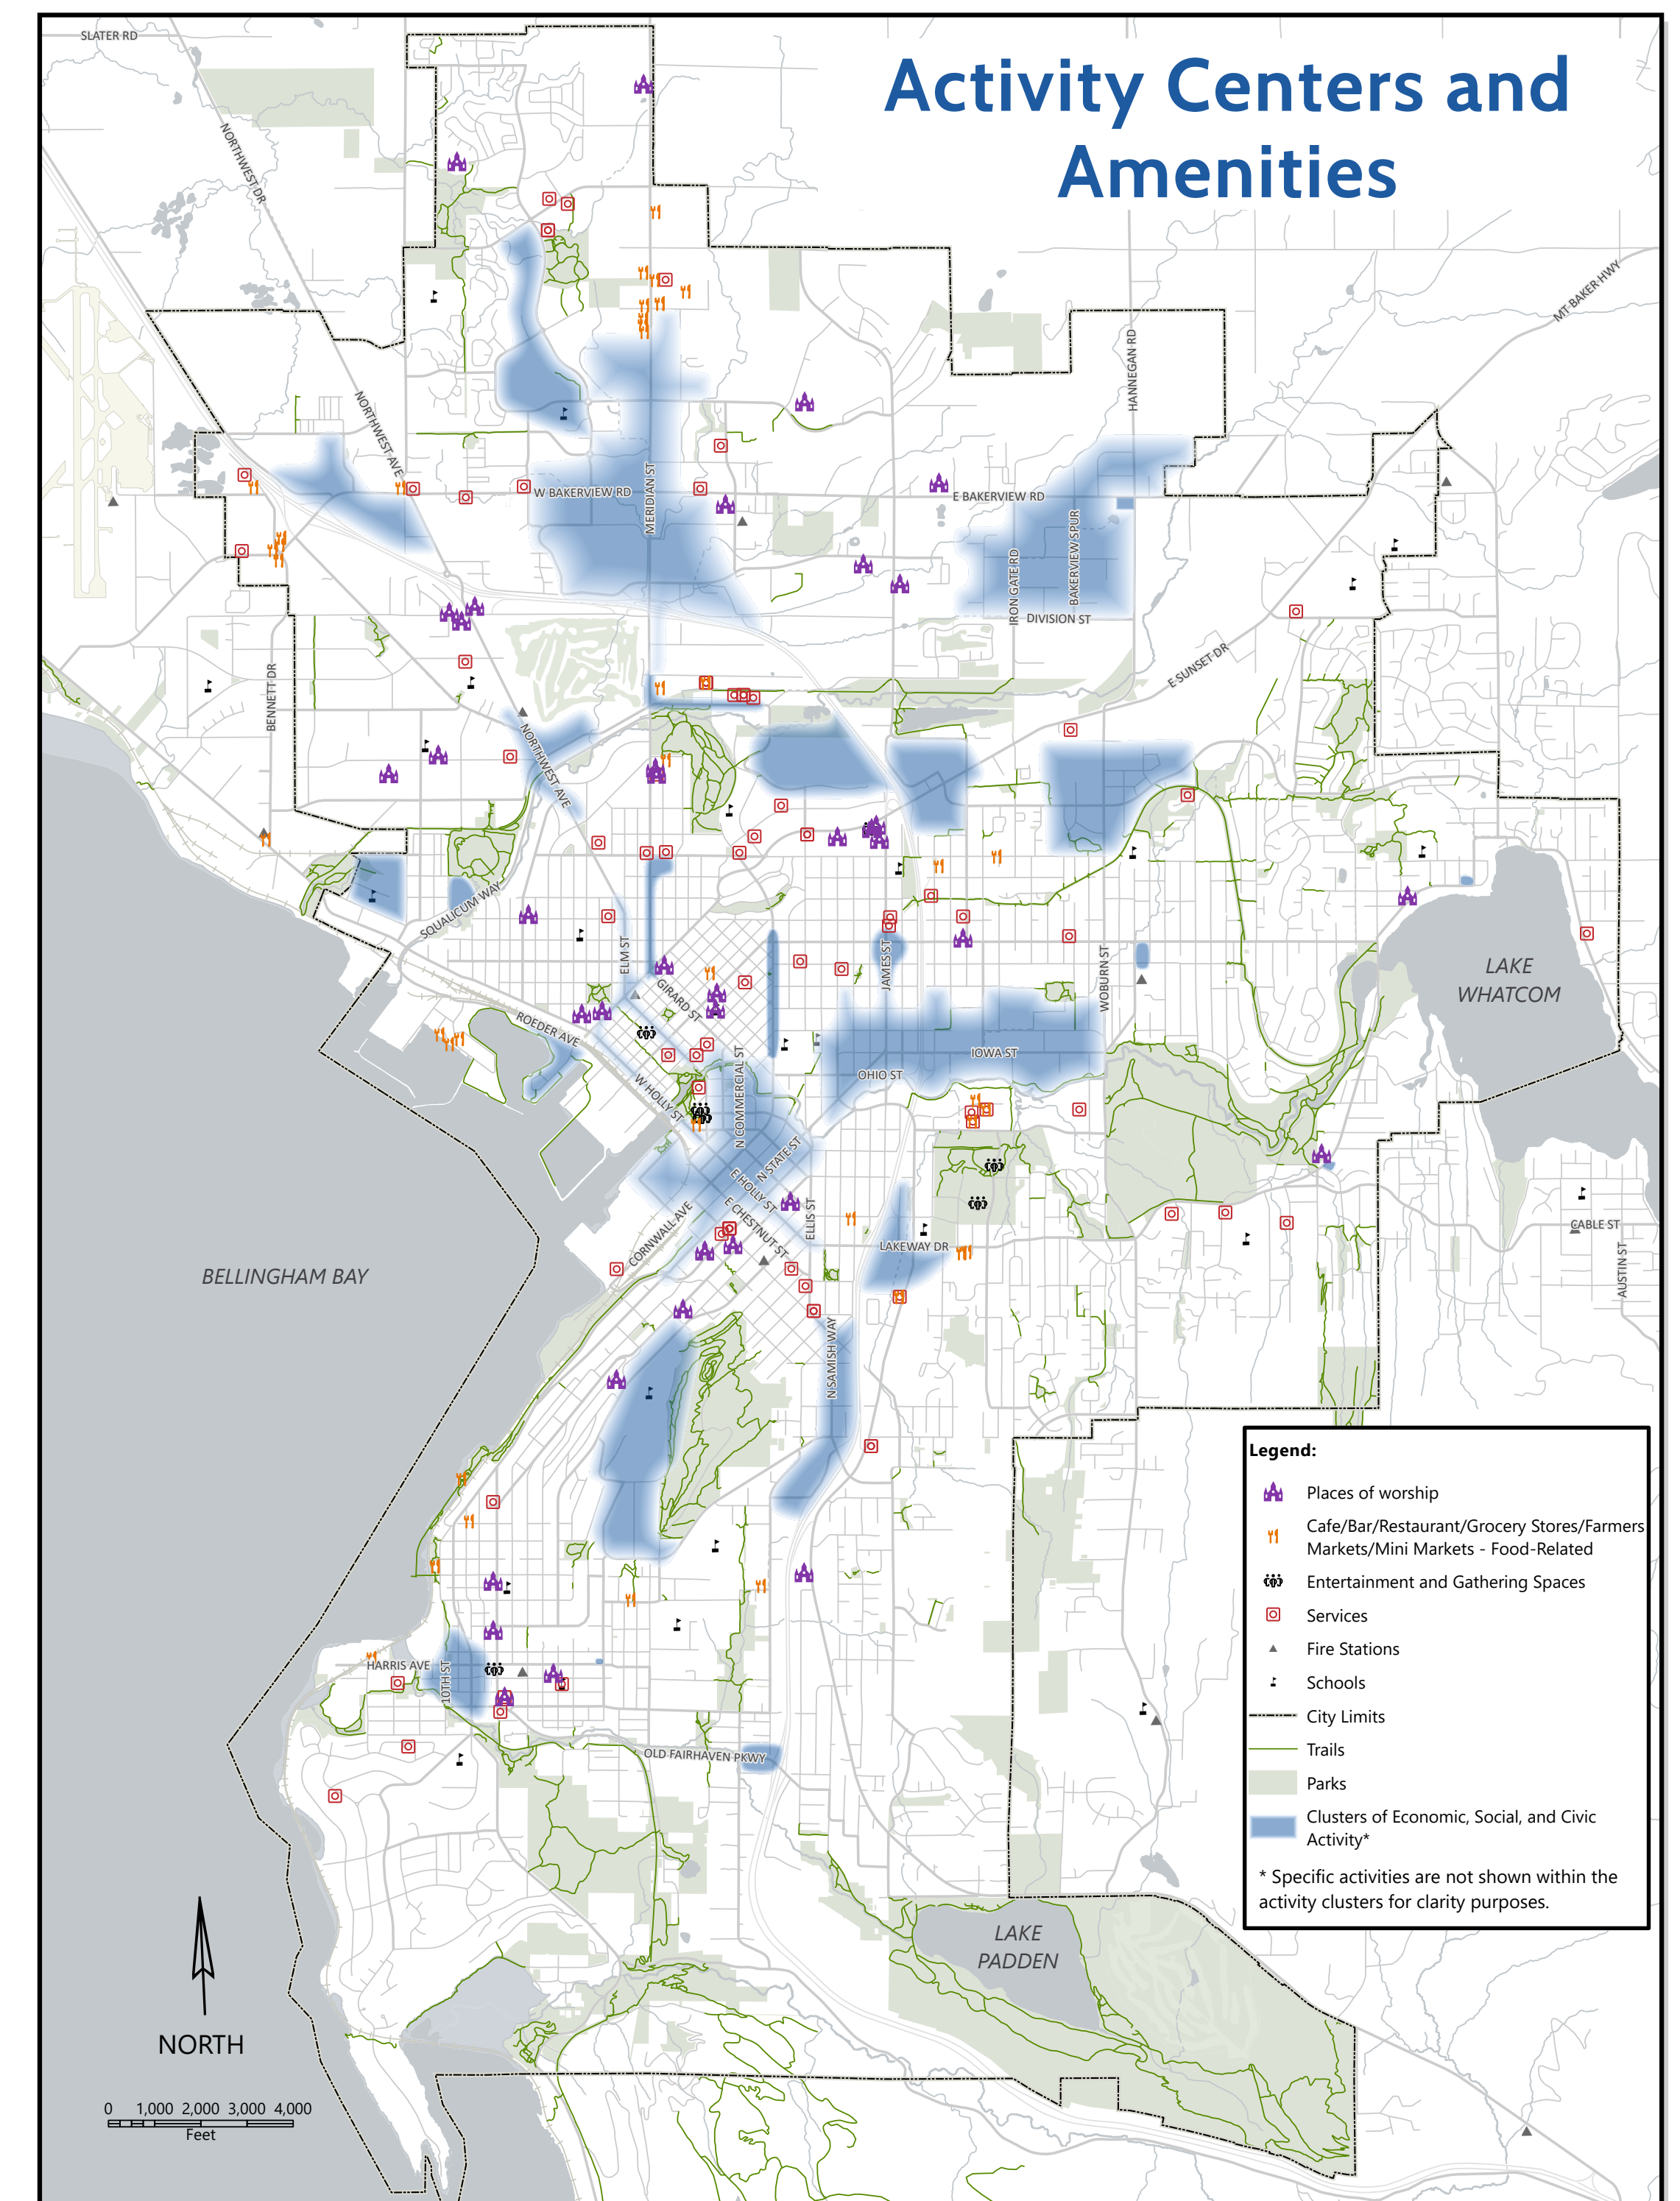 Activity Centers and
Amenities
SLATER RD
NORTHWEST DR
MT BAKER HWY
HANNEGAN RD
NORTHWEST AVE
W BAKERVIEW RD
MERIDIAN ST
E BAKERVIEW RD
IRON GATE RD
BAKERVIEW SPUR
DIVISION ST
E SUNSET DR
BENNETT DR
NORTHWEST AVE
SQUALICUM WAY
ELM ST
GIRARD ST
JAMES ST
WOBURN ST
LAKE
WHATCOM
ROEDER AVE
IOWA ST
OHIO ST
W HOLLY ST
N COMMERCIAL ST
N STATE ST
E HOLLY ST
E CHESTNUT ST
ELLIS ST
CORNWALL AVE
LAKEWAY DR
CABLE ST
AUSTIN ST
BELLINGHAM BAY
N SAMISH WAY
HARRIS AVE
10TH ST
OLD FAIRHAVEN PKWY
LAKE
PADDEN
Legend:
Places of worship
Cafe/Bar/Restaurant/Grocery Stores/Farmers
Markets/Mini Markets - Food-Related
Entertainment and Gathering Spaces
Services
Fire Stations
Schools
City Limits
Trails
Parks
Clusters of Economic, Social, and Civic
Activity*
* Specific activities are not shown within the
activity clusters for clarity purposes.
NORTH
0 1,000 2,000 3,000 4,000
Feet